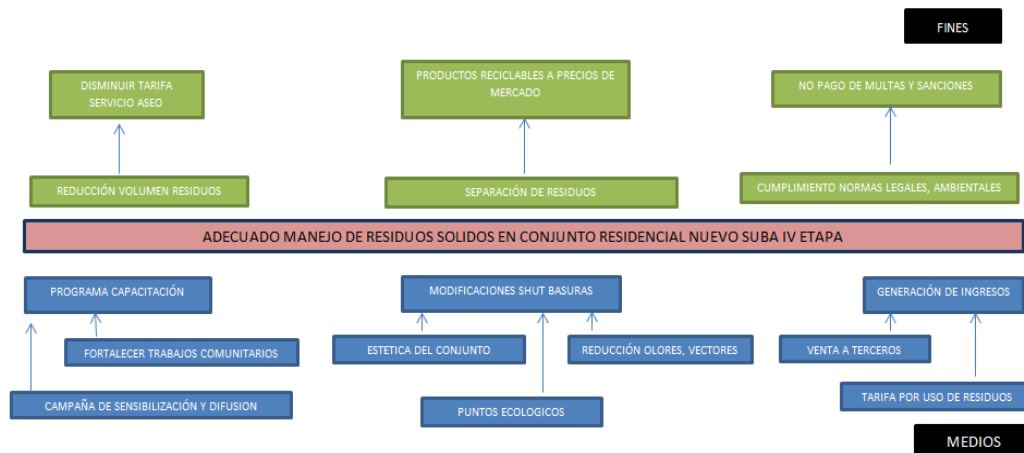 FINES
DISMINUIR TARIFA
SERVICIO ASEO
PRODUCTOS RECICLABLES A PRECIOS DE
MERCADO
NO PAGO DE MULTAS Y SANCIONES
REDUCCIÓN VOLUMEN RESIDUOS
SEPARACIÓN DE RESIDUOS
CUMPLIMIENTO NORMAS LEGALES, AMBIENTALES
ADECUADO MANEJO DE RESIDUOS SOLIDOS EN CONJUNTO RESIDENCIAL NUEVO SUBA IV ETAPA
PROGRAMA CAPACITACIÓN
MODIFICACIONES SHUT BASURAS
GENERACIÓN DE INGRESOS
FORTALECER TRABAJOS COMUNITARIOS
ESTETICA DEL CONJUNTO
REDUCCIÓN OLORES, VECTORES
VENTA A TERCEROS
CAMPAÑA DE SENSIBILIZACIÓN Y DIFUSION
PUNTOS ECOLOGICOS
TARIFA POR USO DE RESIDUOS
MEDIOS